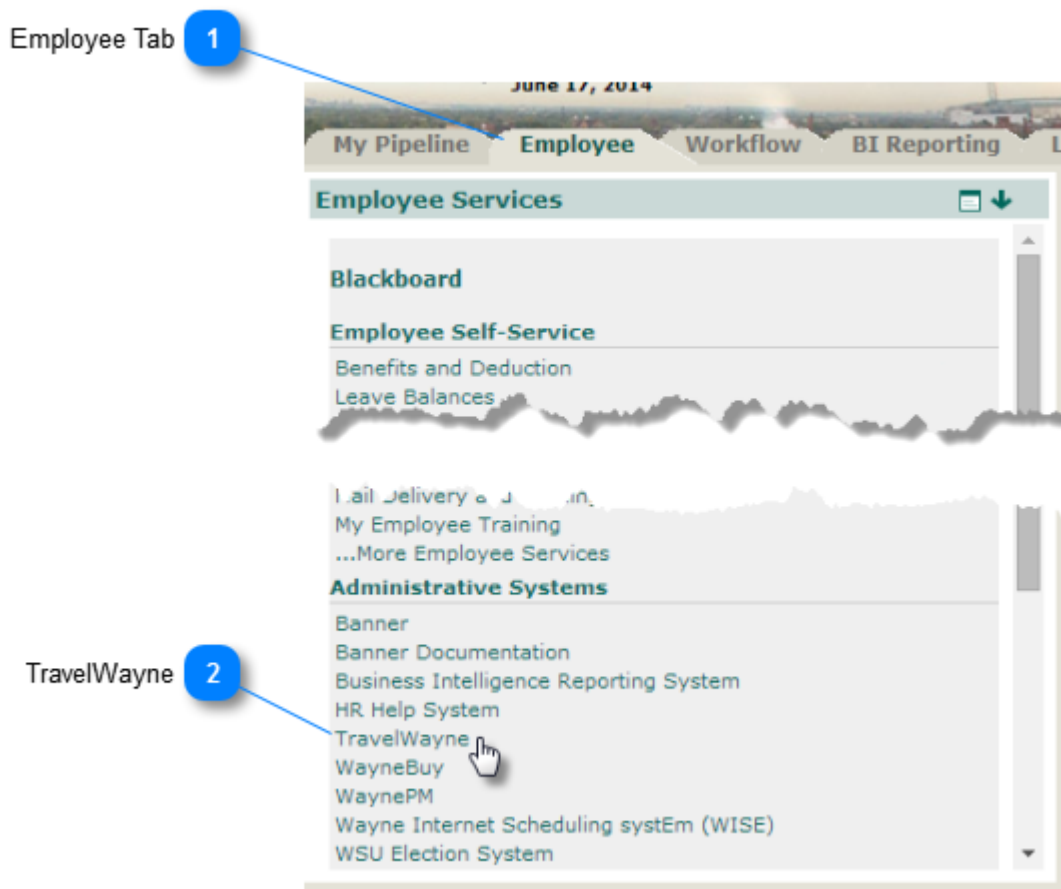 Employee Tab 1
June 17, 2014
My Pipeline Employee Workflow BI Reporting L
Employee Services
Blackboard
Employee Self-Service
Benefits and Deduction
Leave Balances
Delivery
My Employee Training
...More Employee Services
Administrative Systems
Banner
Banner Documentation
Business Intelligence Reporting System
HR Help System
TravelWayne 2
TravelWayne
WayneBuy
WaynePM
Wayne Internet Scheduling systEm (WISE)
WSU Election System